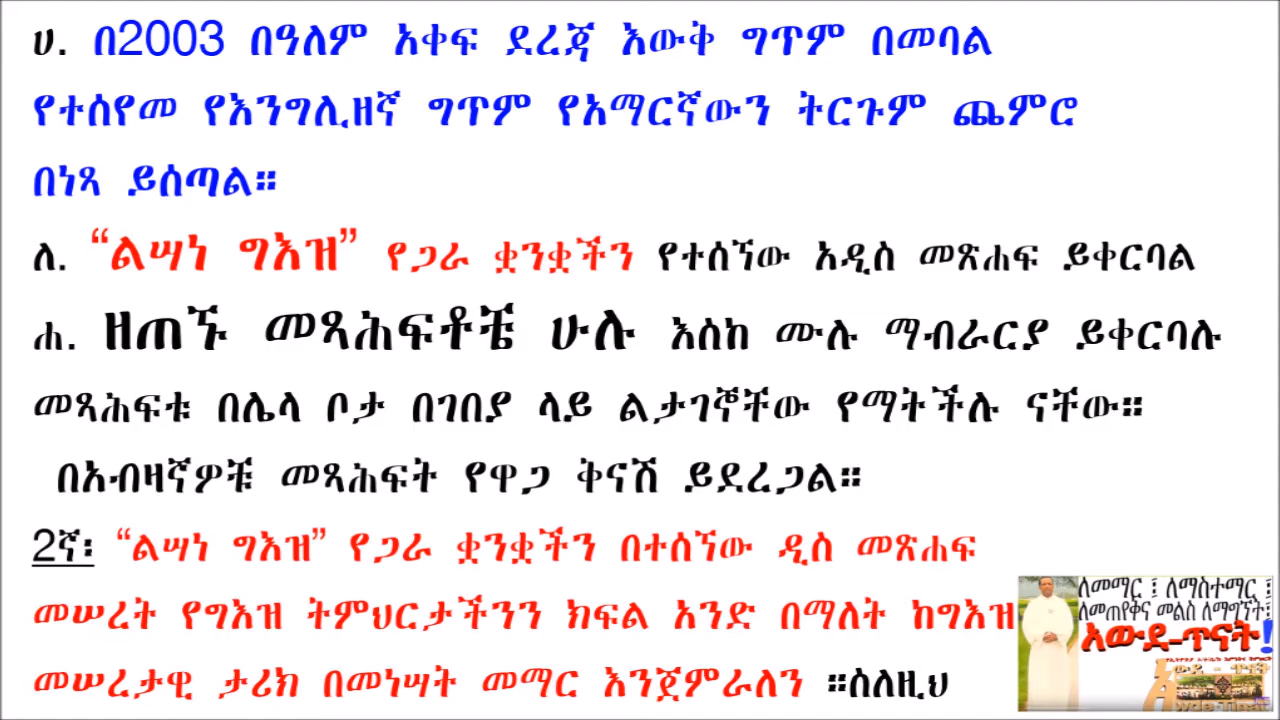 ሀ. በ2003 በዓለም አቀፍ ደረጃ እውቅ ግጥም በመባል
የተሰየመ የእንግሊዘኛ ግጥም የአማርኛውን ትርጉም ጨምሮ
በነጻ ይሰጣል።
ለ. “ልሣነ ግእዝ” የጋራ ቋንቋችን የተሰኘው አዲስ መጽሐፍ ይቀርባል
ሐ. ዘጠኙ መጻሕፍቶቼ ሁሉ እስከ ሙሉ ማብራርያ ይቀርባሉ
መጻሕፍቱ በሌላ ቦታ በገበያ ላይ ልታገኞቸው የማትችሉ ናቸው።
በአብዛኛዎቹ መጻሕፍት የዋጋ ቅናሽ ይደረጋል።
2ኛ፡ “ልሣነ ግእዝ” የጋራ ቋንቋችን በተሰኘው ዲስ መጽሐፍ
መሠረት የግእዝ ትምህርታችንን ክፍል አንድ በማለት ከግእዝ
መሠረታዊ ታሪክ በመነሣት መማር እንጀምራለን ።ስለዚህ
ለመማር ፤ ለማስተማር ፤
ለመጠየቀና መልስ ለማግኘት፤
አውደ-ጥናት!